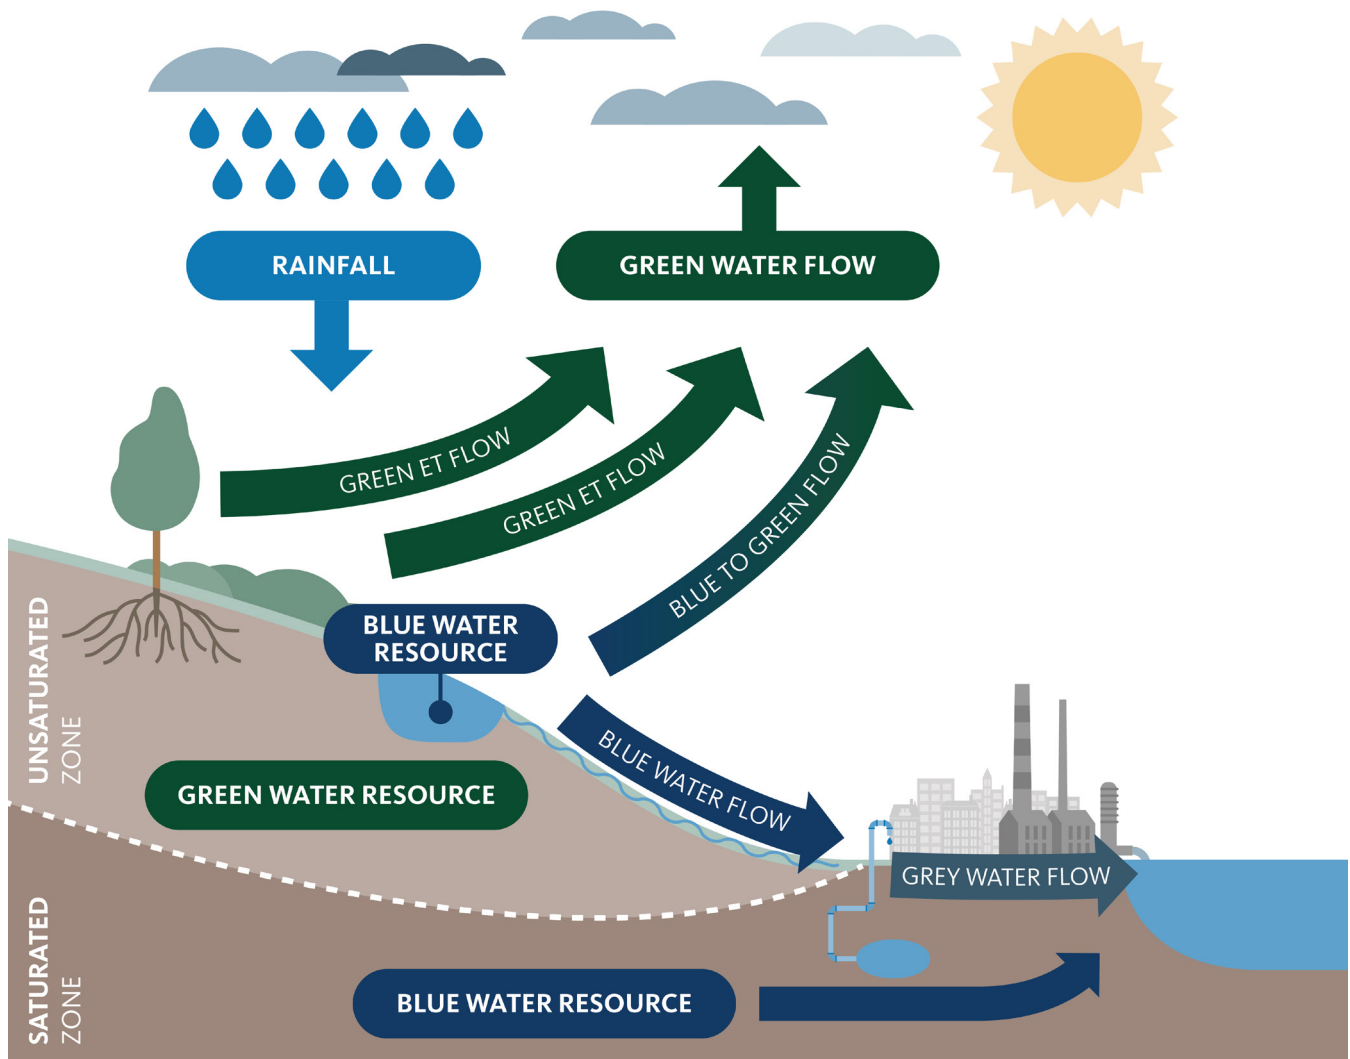 RAINFALL
GREEN WATER FLOW
GREEN ET FLOW
GREEN ET FLOW
BLUE TO GREEN FLOW
BLUE WATER
RESOURCE
UNSATURATED
ZONE
BLUE WATER FLOW
GREEN WATER RESOURCE
GREY WATER FLOW
SATURATED
ZONE
BLUE WATER RESOURCE